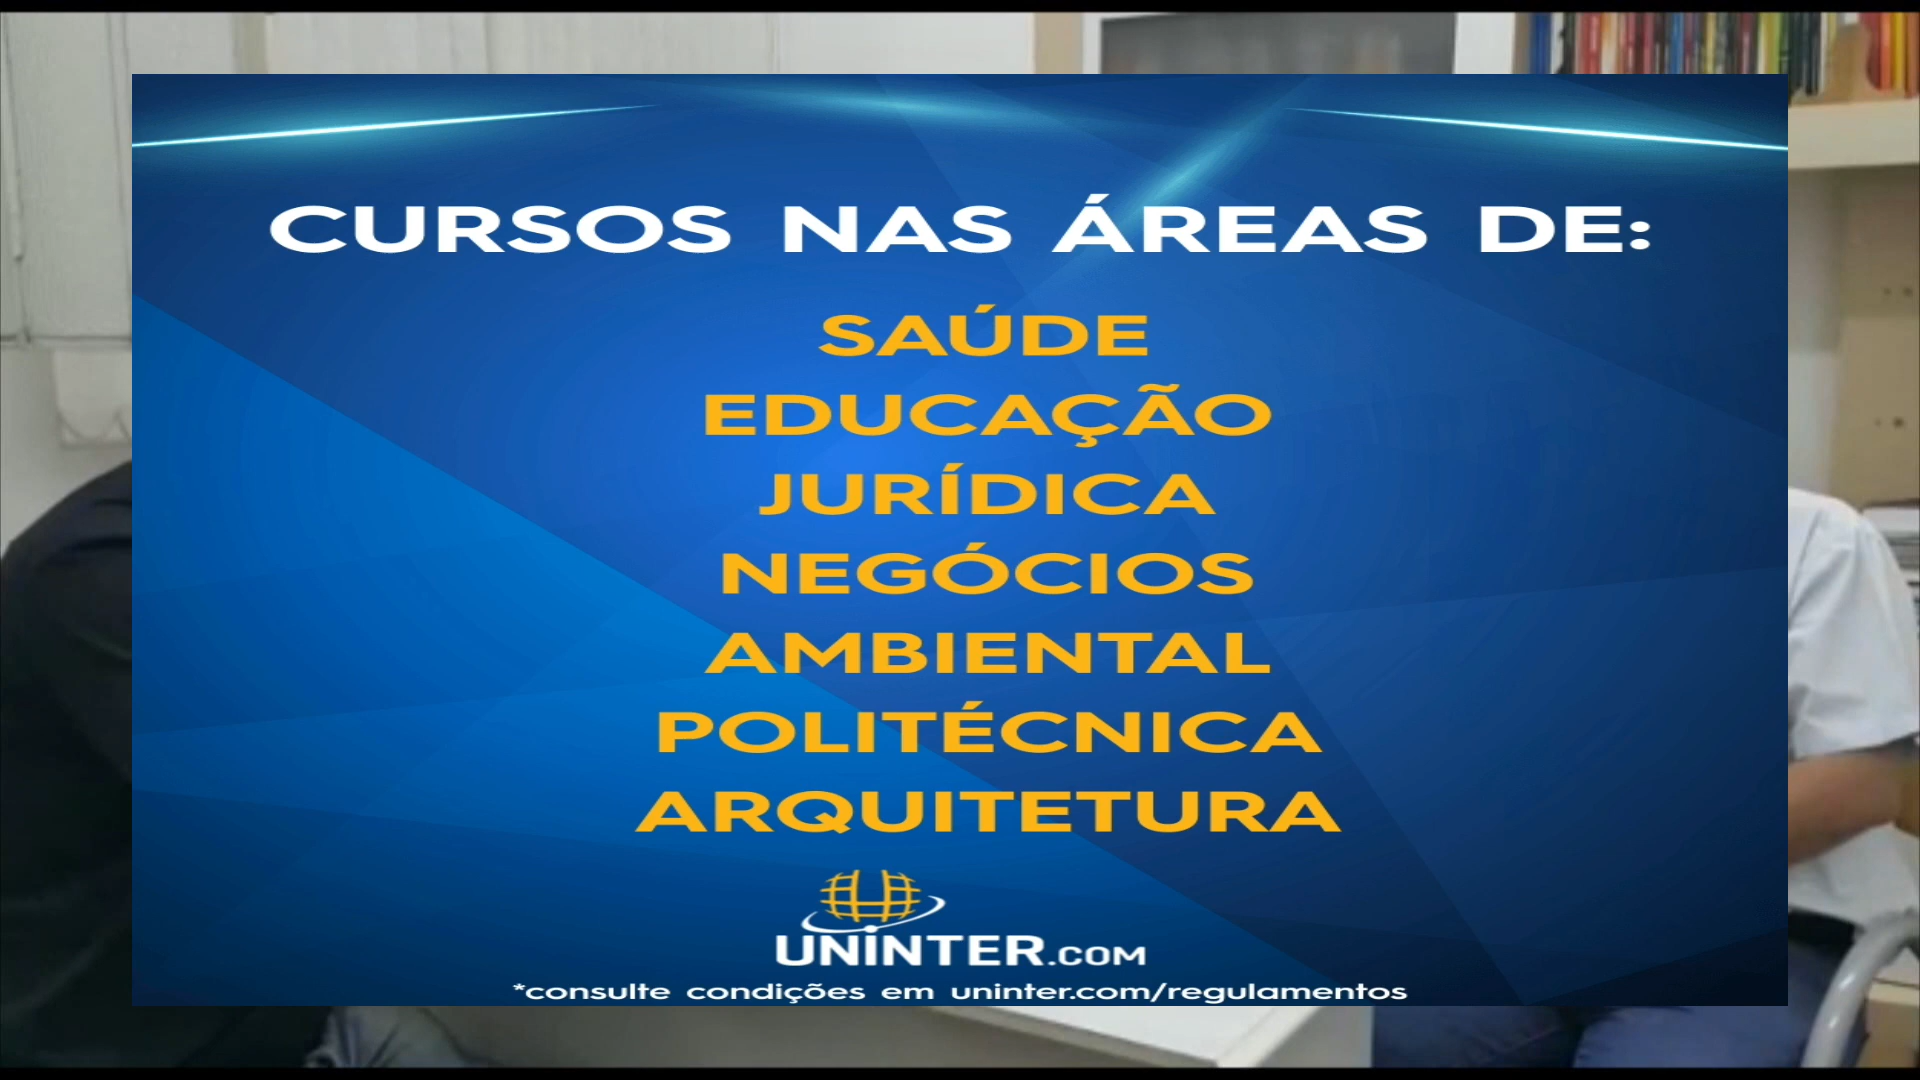 CURSOS NAS ÁREAS DE:
SAÚDE
EDUCAÇÃO
JURÍDICA
NEGÓCIOS
AMBIENTAL
POLITÉCNICA
ARQUITETURA
UNINTER.COM
*consulte condições em uninter.com/regulamentos